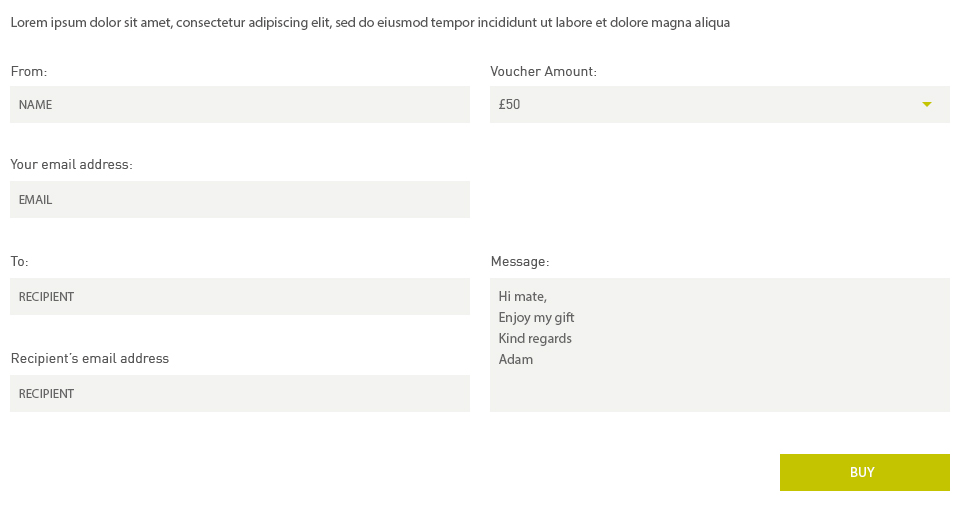 Lorem ipsum dolor sit amet, consectetur adipiscing elit, sed do eiusmod tempor incididunt ut labore et dolore magna aliqua
From:
NAME
Voucher Amount:
£50
Your email address:
EMAIL
To:
RECIPIENT
Message:
Hi mate,
Enjoy my gift
Kind regards
Adam
Recipient's email address
RECIPIENT
BUY